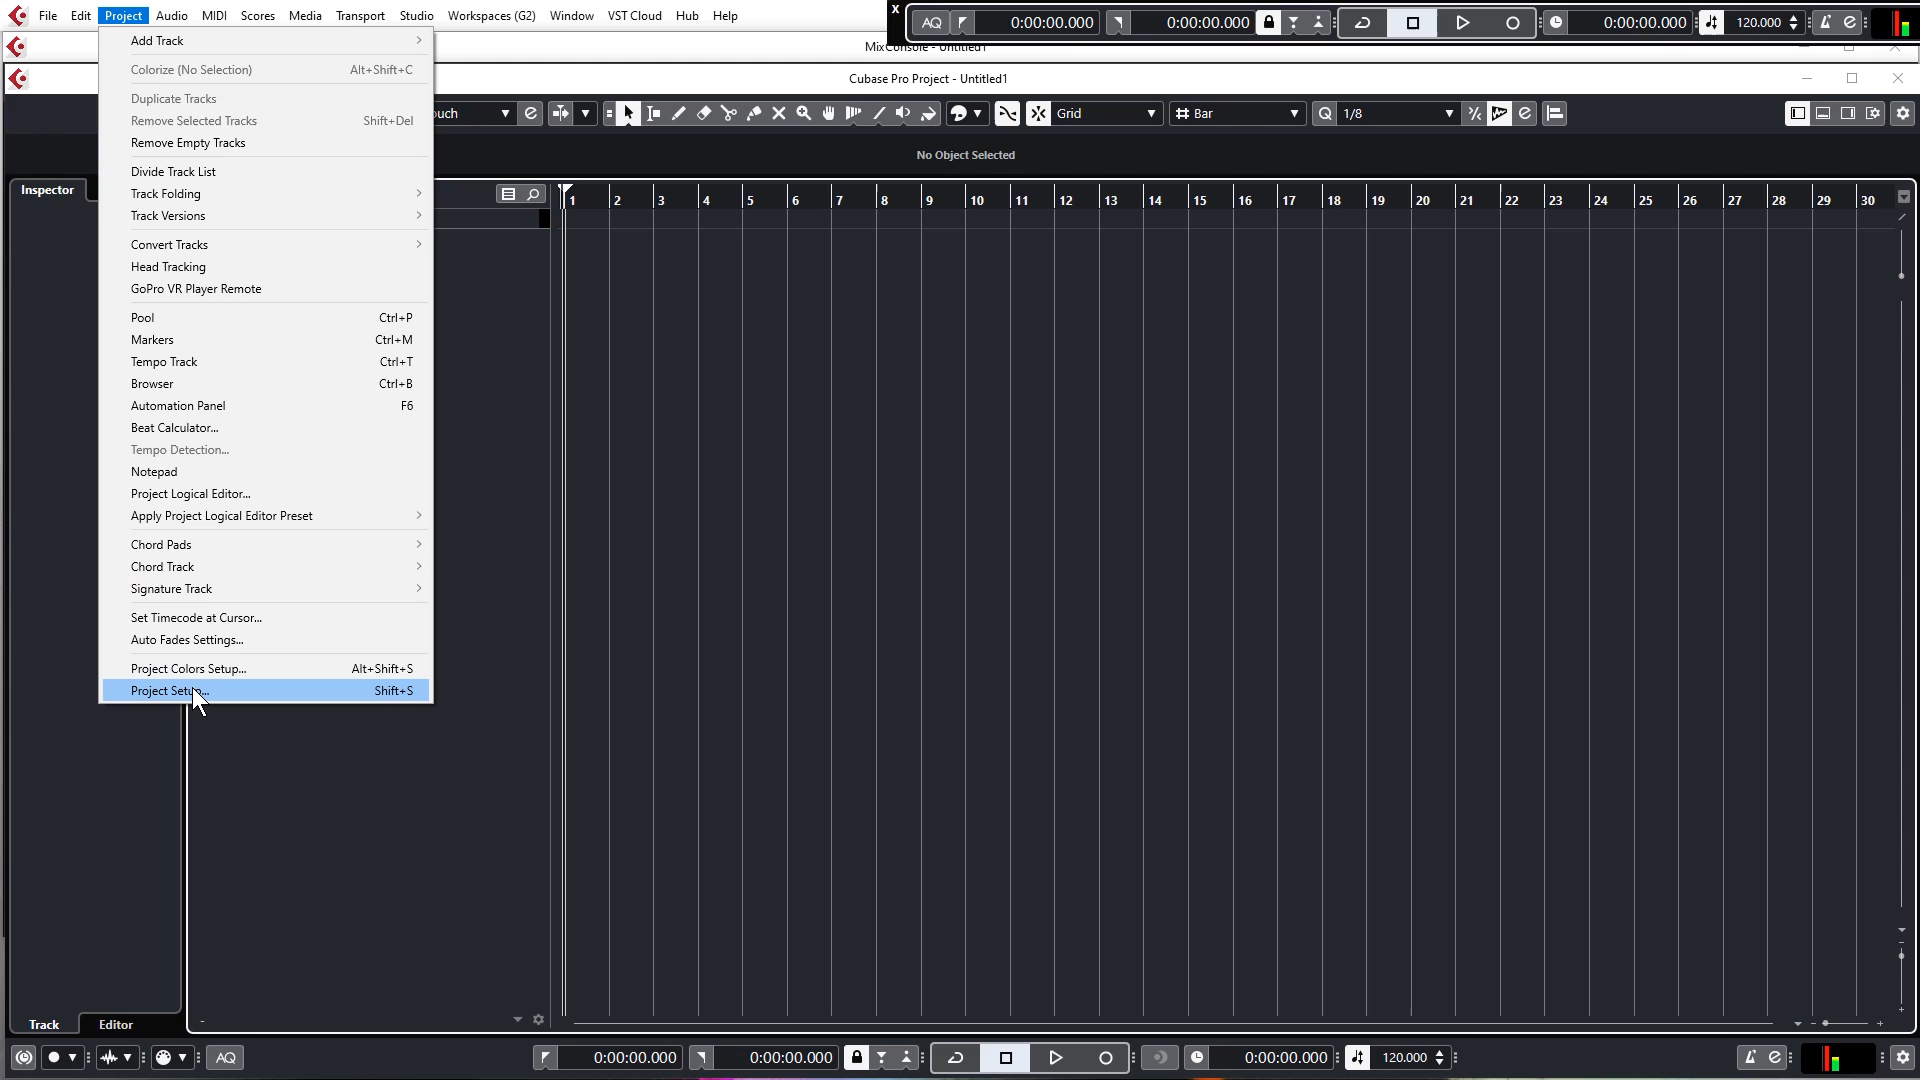 File Edit Project Audio MIDI Scores Media Transport Studio Workspaces (G2) Window VST Cloud Hub Help
x AQ 0:00:00.000 0:00:00.000 0:00:00.000 120.000
MixConsole - Untitled1
Cubase Pro Project - Untitled1
Add Track
Colorize (No Selection) Alt+Shift+C
Duplicate Tracks
Remove Selected Tracks Shift+Del
Remove Empty Tracks
Divide Track List
Track Folding
Track Versions
Convert Tracks
Head Tracking
GoPro VR Player Remote
Pool Ctrl+P
Markers Ctrl+M
Tempo Track Ctrl+T
Browser Ctrl+B
Automation Panel F6
Beat Calculator...
Tempo Detection...
Notepad
Project Logical Editor...
Apply Project Logical Editor Preset
Chord Pads
Chord Track
Signature Track
Set Timecode at Cursor...
Auto Fades Settings...
Project Colors Setup... Alt+Shift+S
Project Setup... Shift+S
ouch Grid Bar Q 1/8
No Object Selected
Inspector
1 2 3 4 5 6 7 8 9 10 11 12 13 14 15 16 17 18 19 20 21 22 23 24 25 26 27 28 29 30
Track Editor
AQ 0:00:00.000 0:00:00.000 0:00:00.000 120.000